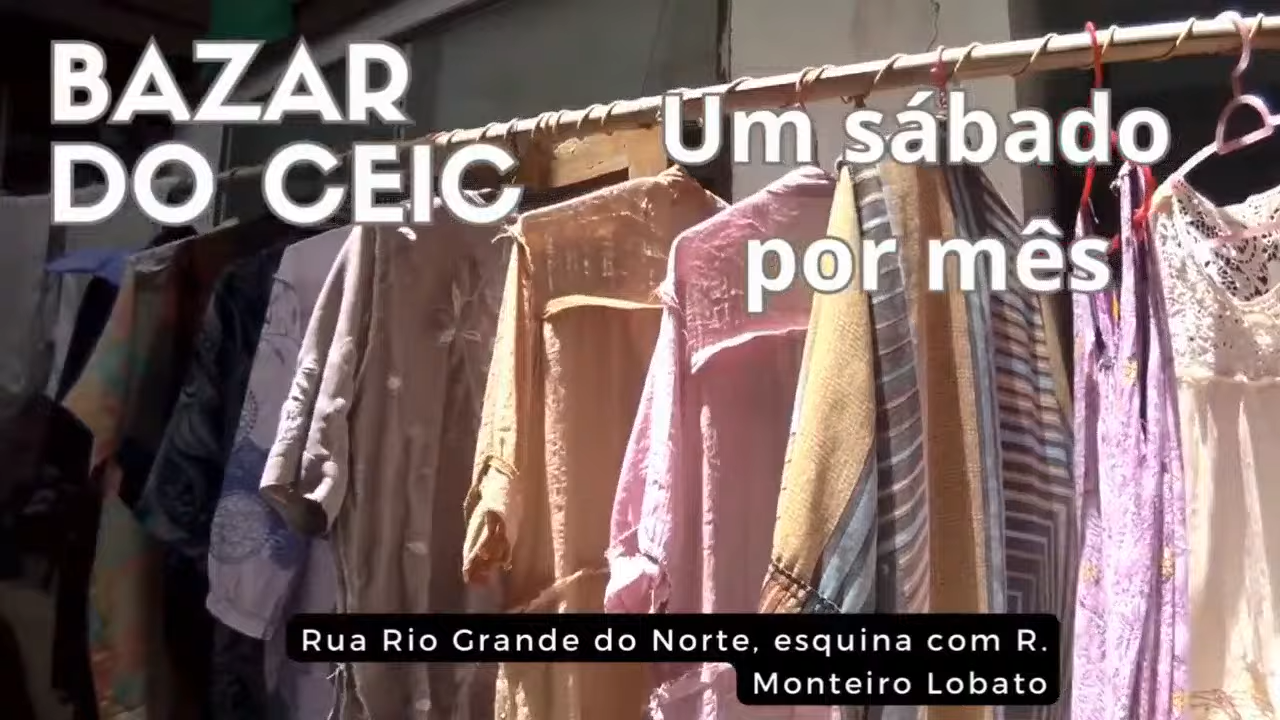 BAZAR
DO CEIC
Um sábado
por mês
Rua Rio Grande do Norte, esquina com R.
Monteiro Lobato